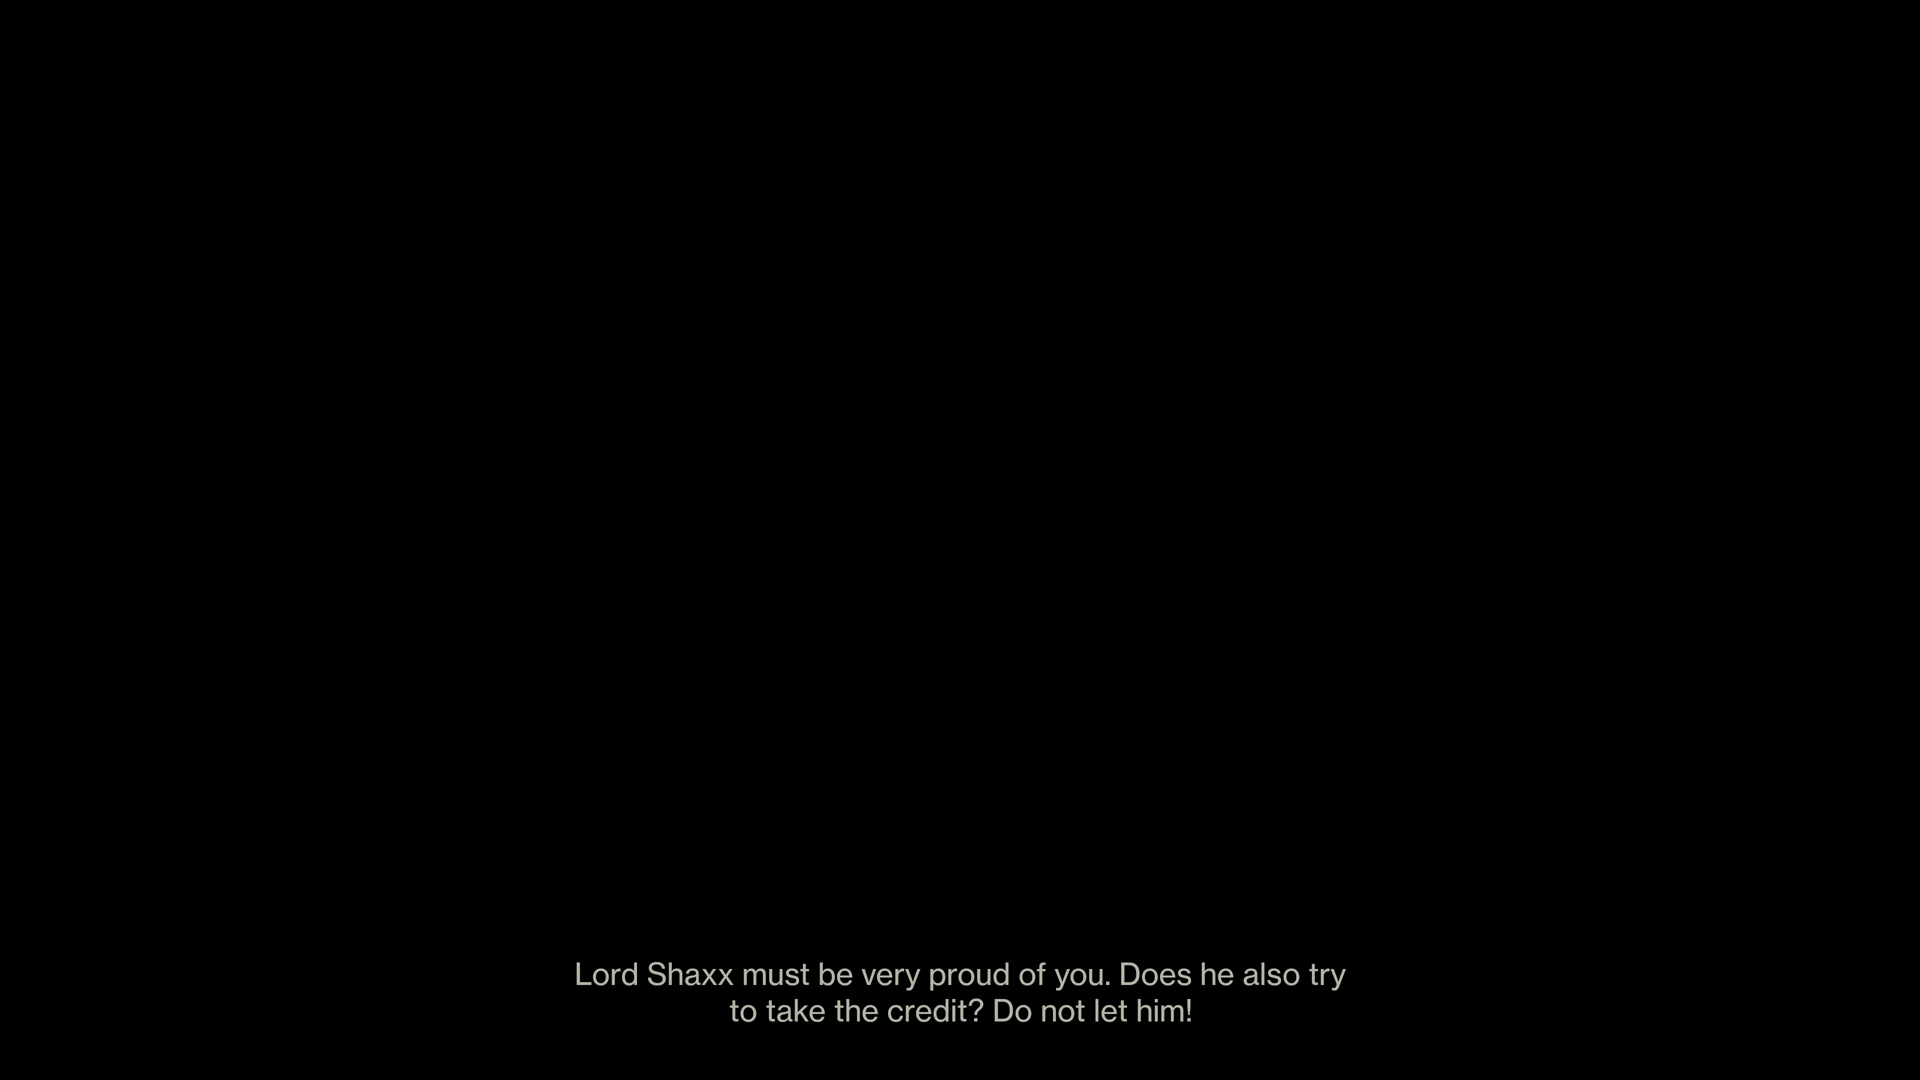 Lord Shaxx must be very proud of you. Does he also try
to take the credit? Do not let him!